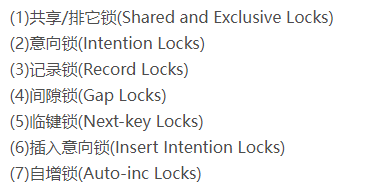 (1)共享/排它锁(Shared and Exclusive Locks)
(2)意向锁(Intention Locks)
(3)记录锁(Record Locks)
(4)间隙锁(Gap Locks)
(5)临键锁(Next-key Locks)
(6)插入意向锁(Insert Intention Locks)
(7)自增锁(Auto-inc Locks)